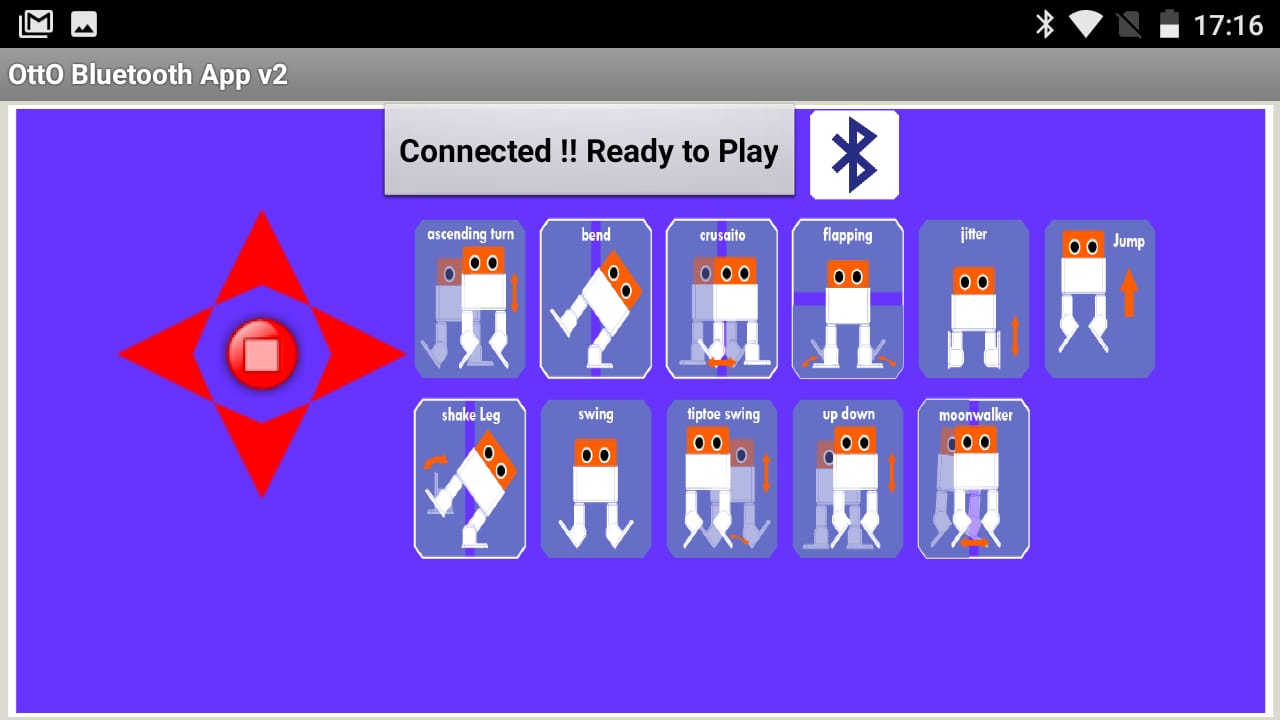 17:16
OttO Bluetooth App v2
Connected !! Ready to Play
ascending turn
bend
crusaito
flapping
jitter
Jump
shake Leg
swing
tiptoe swing
up down
moonwalker